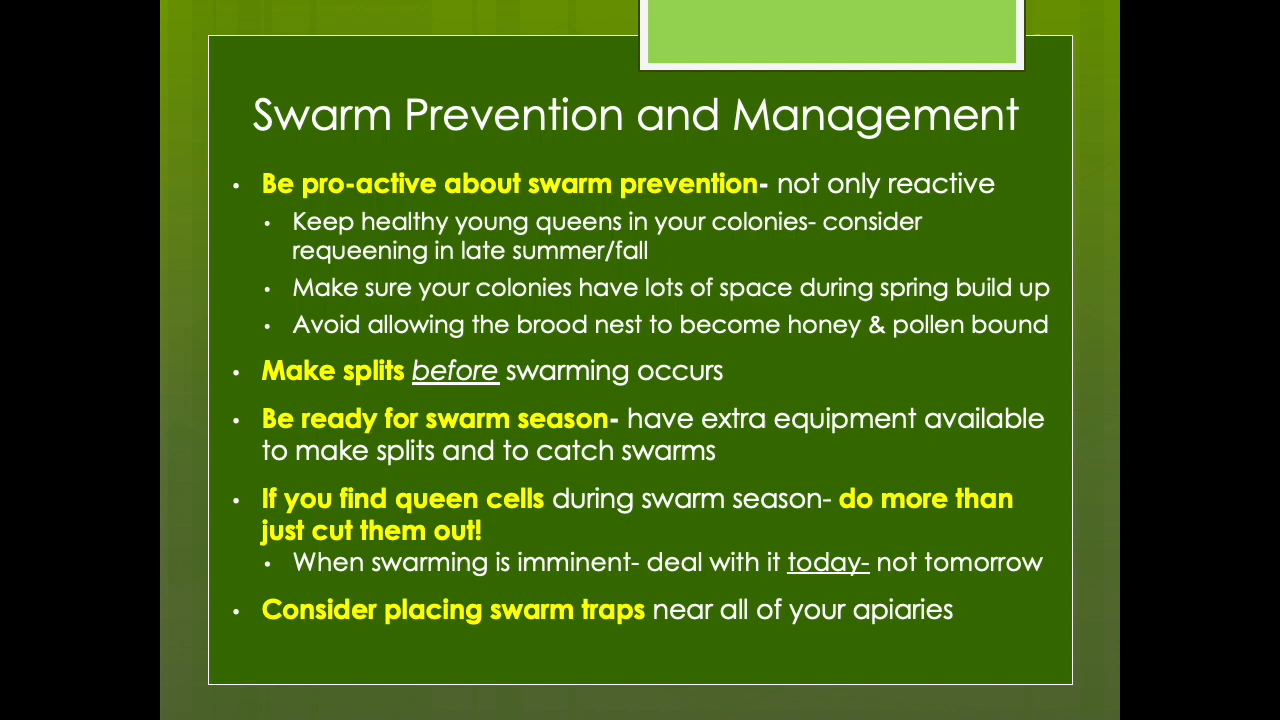 Swarm Prevention and Management
• Be pro-active about swarm prevention- not only reactive
• Keep healthy young queens in your colonies- consider
requeening in late summer/fall
• Make sure your colonies have lots of space during spring build up
• Avoid allowing the brood nest to become honey & pollen bound
• Make splits before swarming occurs
• Be ready for swarm season- have extra equipment available
to make splits and to catch swarms
• If you find queen cells during swarm season- do more than
just cut them out!
• When swarming is imminent- deal with it today- not tomorrow
• Consider placing swarm traps near all of your apiaries